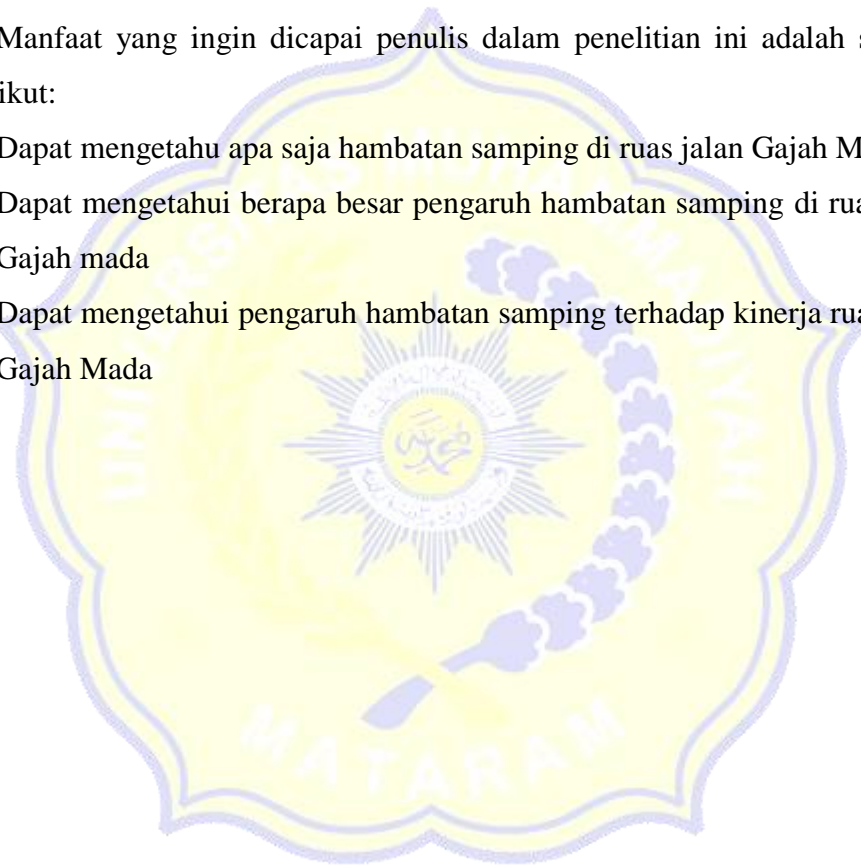 Manfaat yang ingin dicapai penulis dalam penelitian ini adalah s
ikut:
Dapat mengetahu apa saja hambatan samping di ruas jalan Gajah M
Dapat mengetahui berapa besar pengaruh hambatan samping di rua
Gajah mada
Dapat mengetahui pengaruh hambatan samping terhadap kinerja rua
Gajah Mada
UNIVERSITAS MUHAMMADIYAH
MATARAM